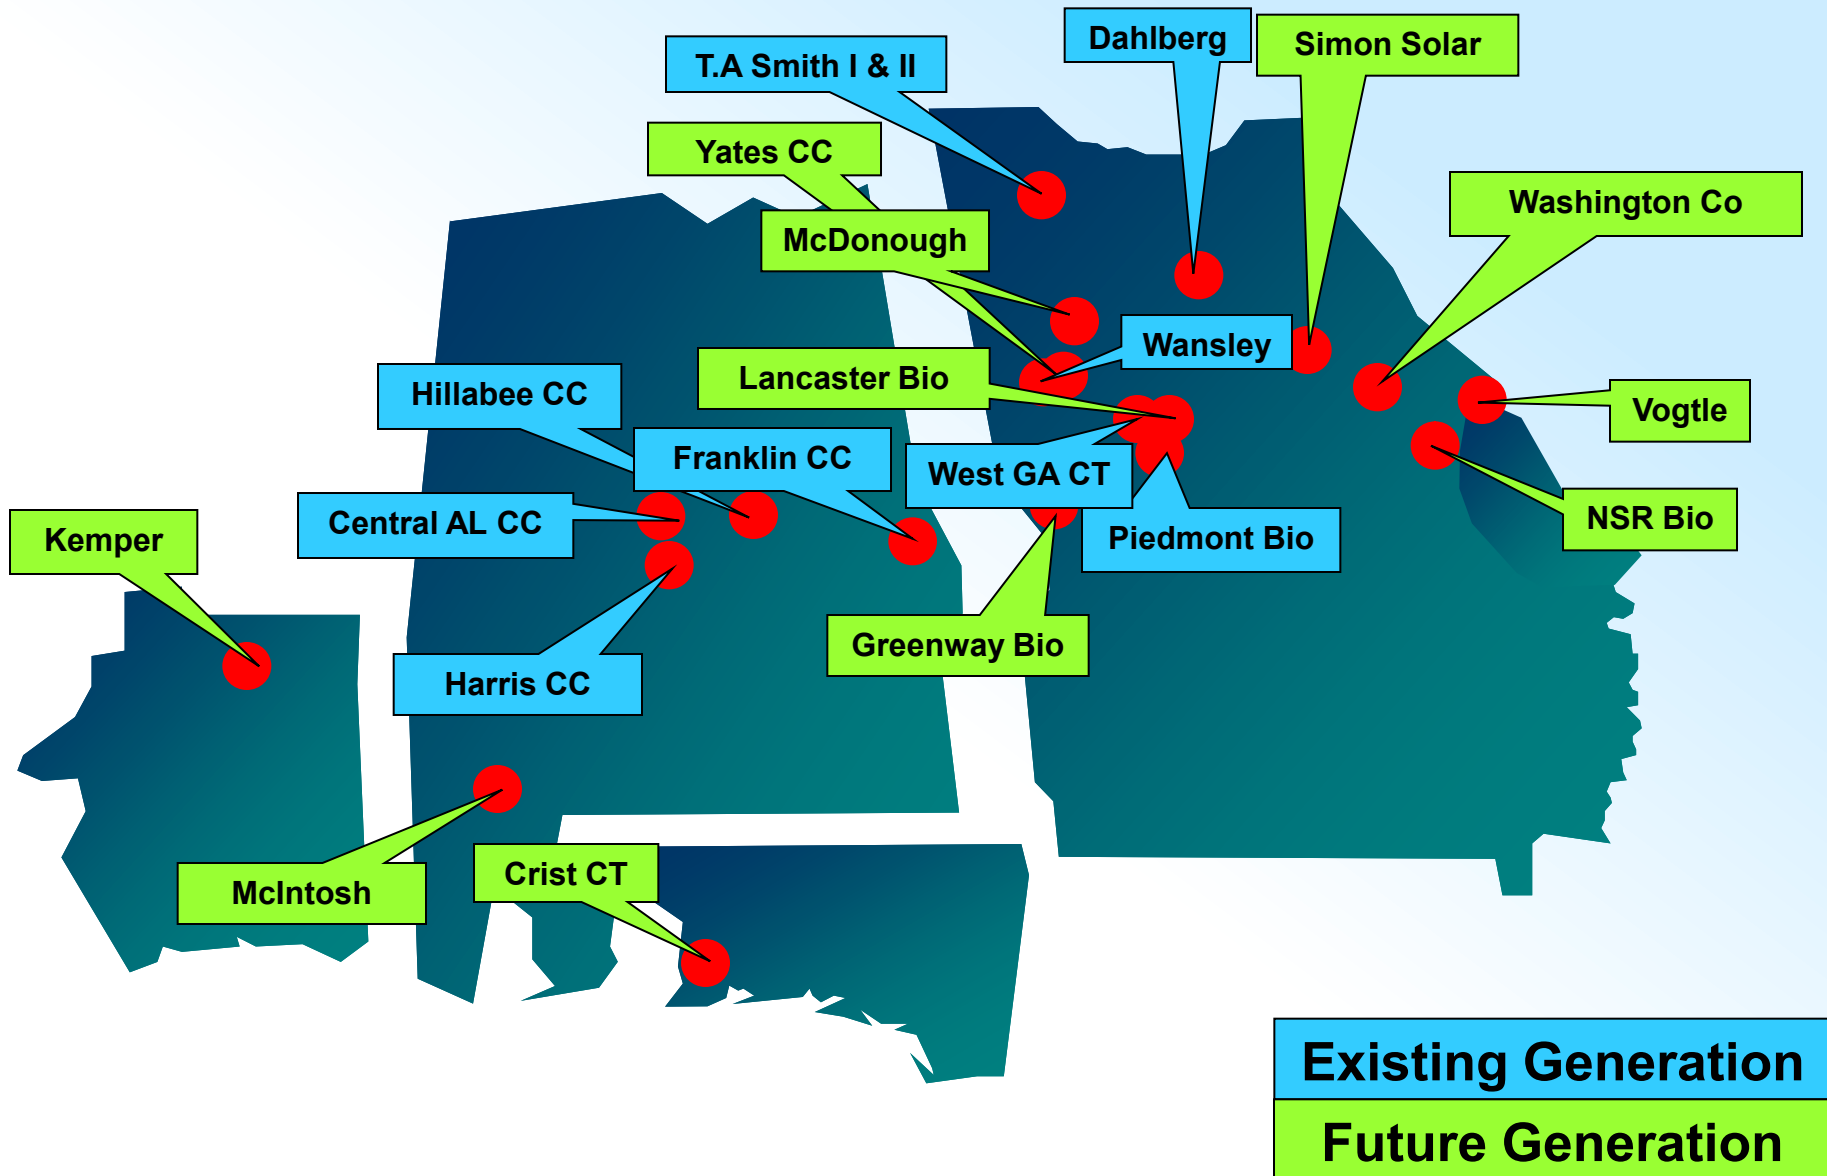 Dahlberg
Simon Solar
T.A Smith I & II
Yates CC
Washington Co
McDonough
Wansley
Lancaster Bio
Hillabee CC
Vogtle
Franklin CC
West GA CT
Central AL CC
NSR Bio
Kemper
Piedmont Bio
Greenway Bio
Harris CC
Crist CT
McIntosh
Existing Generation
Future Generation